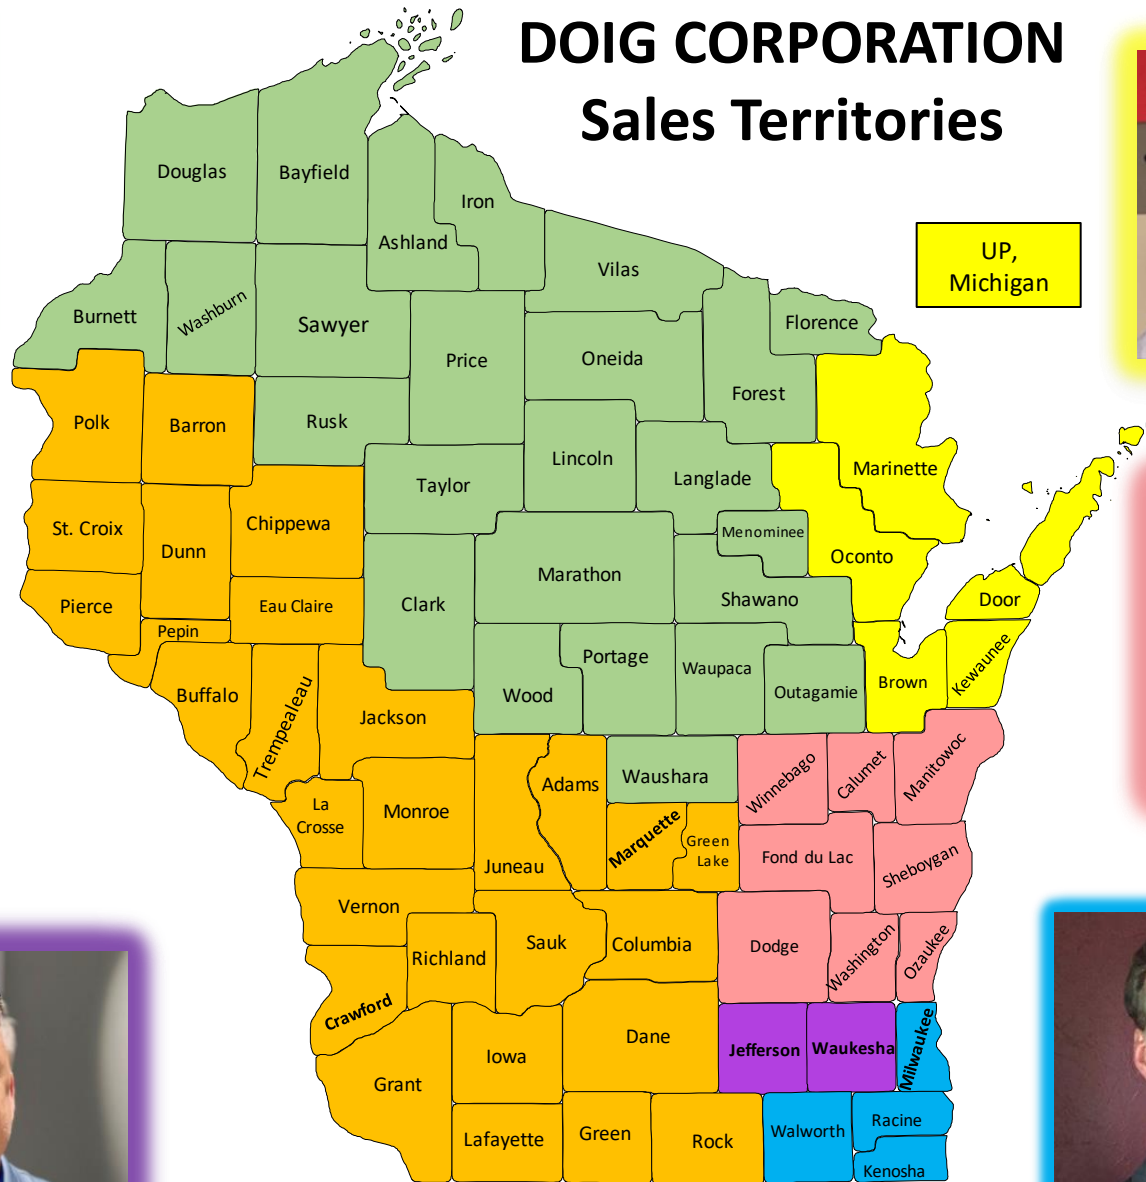 DOIG CORPORATION
Sales Territories
Douglas
Bayfield
Iron
Ashland
Vilas
UP,
Michigan
Burnett
Washburn
Sawyer
Price
Oneida
Florence
Forest
Polk
Barron
Rusk
Lincoln
Langlade
Marinette
Taylor
St. Croix
Dunn
Chippewa
Menominee
Oconto
Marathon
Shawano
Pierce
Eau Claire
Clark
Door
Pepin
Portage
Waupaca
Outagamie
Brown
Kewaunee
Buffalo
Trempealeau
Jackson
Wood
Adams
Waushara
Winnebago
Calumet
Manitowoc
La
Crosse
Monroe
Juneau
Marquette
Green
Lake
Fond du Lac
Sheboygan
Vernon
Richland
Sauk
Columbia
Dodge
Washington
Ozaukee
Crawford
Grant
Iowa
Dane
Jefferson
Waukesha
Milwaukee
Lafayette
Green
Rock
Walworth
Racine
Kenosha